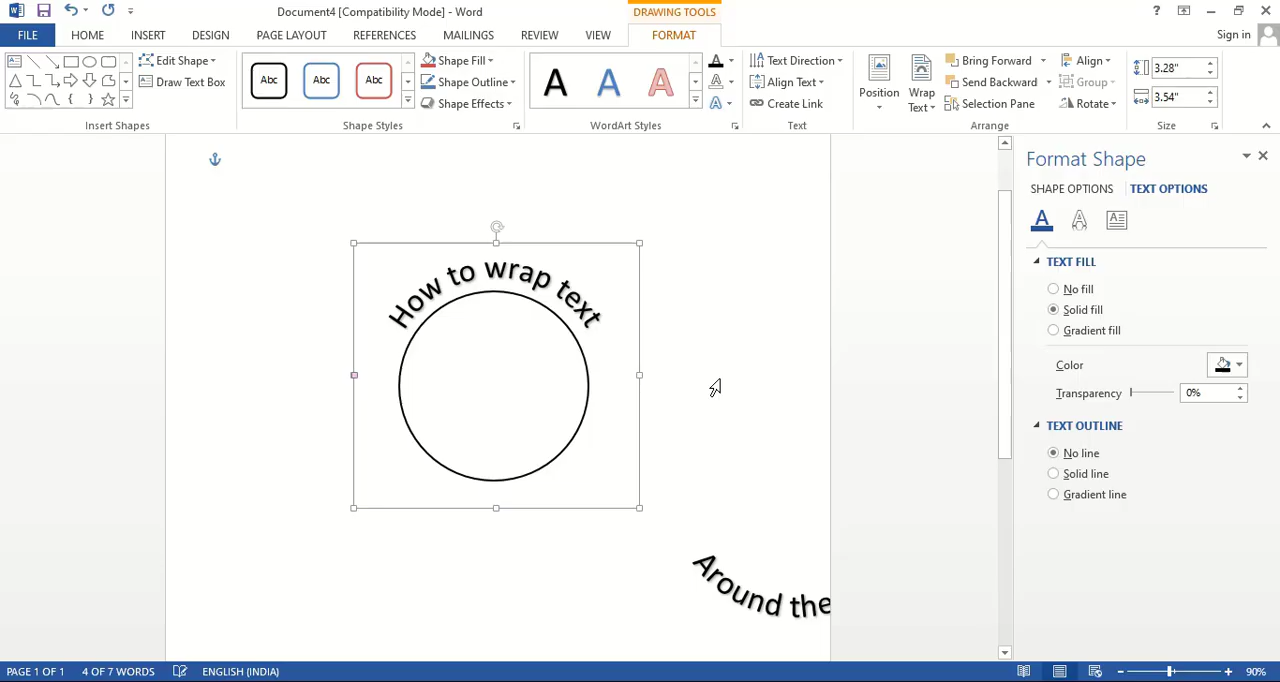 Document4 [Compatibility Mode] - Word
DRAWING TOOLS
?
FILE HOME INSERT DESIGN PAGE LAYOUT REFERENCES MAILINGS REVIEW VIEW FORMAT Sign in
Edit Shape
Draw Text Box
Insert Shapes
Abc Abc Abc
Shape Fill
Shape Outline
Shape Effects
Shape Styles
A A A
WordArt Styles
Text Direction
Align Text
Create Link
Text
Position
Wrap
Text
Bring Forward
Send Backward
Selection Pane
Align
Group
Rotate
Arrange
3.28"
3.54"
Size
How to wrap text
Around the
Format Shape
SHAPE OPTIONS TEXT OPTIONS
TEXT FILL
No fill
Solid fill
Gradient fill
Color
Transparency 0%
TEXT OUTLINE
No line
Solid line
Gradient line
PAGE 1 OF 1 4 OF 7 WORDS ENGLISH (INDIA) 90%